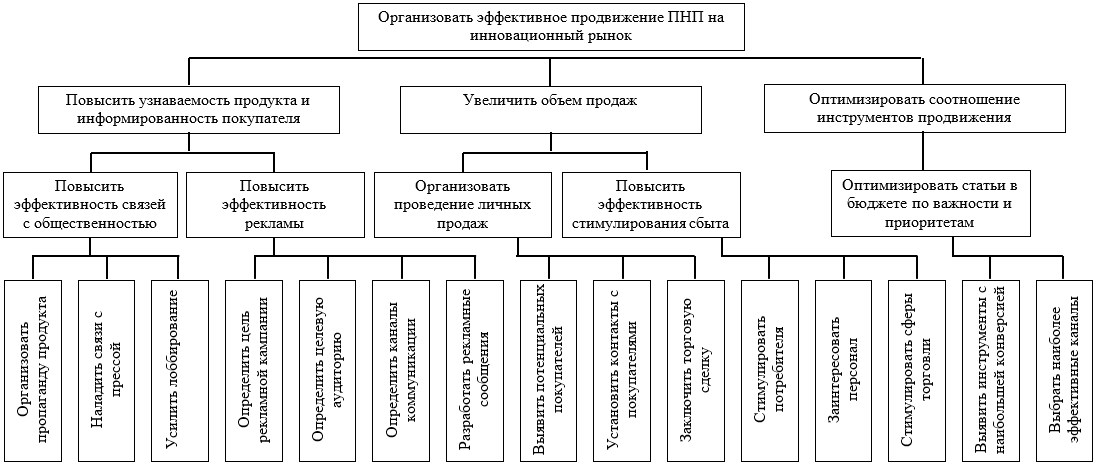 Организовать эффективное продвижение ПНП на
инновационный рынок
Повысить узнаваемость продукта и
информированность покупателя
Увеличить объем продаж
Оптимизировать соотношение
инструментов продвижения
Повысить
эффективность связей
с общественностью
Повысить
эффективность
рекламы
Организовать
проведение личных
продаж
Повысить
эффективность
стимулирования сбыта
Оптимизировать статьи в
бюджете по важности и
приоритетам
Организовать
пропаганду продукта
Наладить связи с
прессой
Усилить лоббирование
Определить цель
рекламной кампании
Определить целевую
аудиторию
Определить каналы
коммуникации
Разработать рекламные
сообщения
Выявить потенциальных
покупателей
Установить контакты с
покупателями
Заключить торговую
сделку
Стимулировать
потребителя
Заинтересовать
персонал
Стимулировать сферы
торговли
Выявить инструменты с
наибольшей конверсией
Выбрать наиболее
эффективные каналы